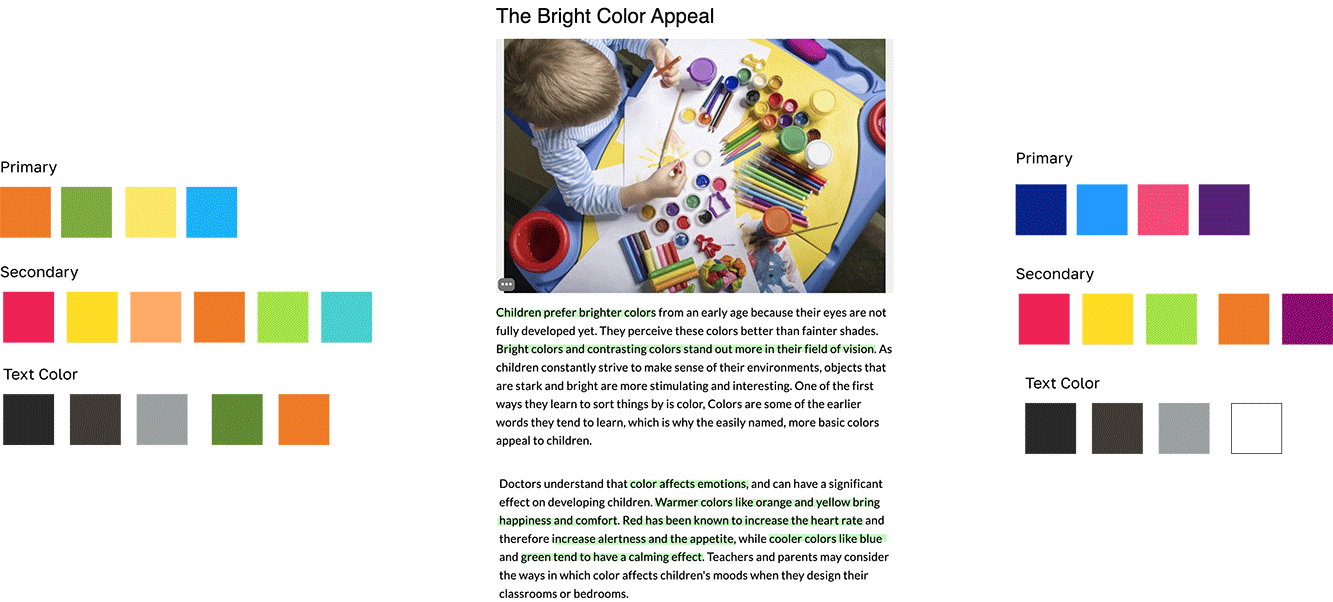 The Bright Color Appeal
Primary
Secondary
Text Color
Children prefer brighter colors from an early age because their eyes are not
fully developed yet. They perceive these colors better than fainter shades.
Bright colors and contrasting colors stand out more in their field of vision. As
children constantly strive to make sense of their environments, objects that
are stark and bright are more stimulating and interesting. One of the first
ways they learn to sort things by is color, Colors are some of the earlier
words they tend to learn, which is why the easily named, more basic colors
appeal to children.
Doctors understand that color affects emotions, and can have a significant
effect on developing children. Warmer colors like orange and yellow bring
happiness and comfort. Red has been known to increase the heart rate and
therefore increase alertness and the appetite, while cooler colors like blue
and green tend to have a calming effect. Teachers and parents may consider
the ways in which color affects children's moods when they design their
classrooms or bedrooms.
Primary
Secondary
Text Color